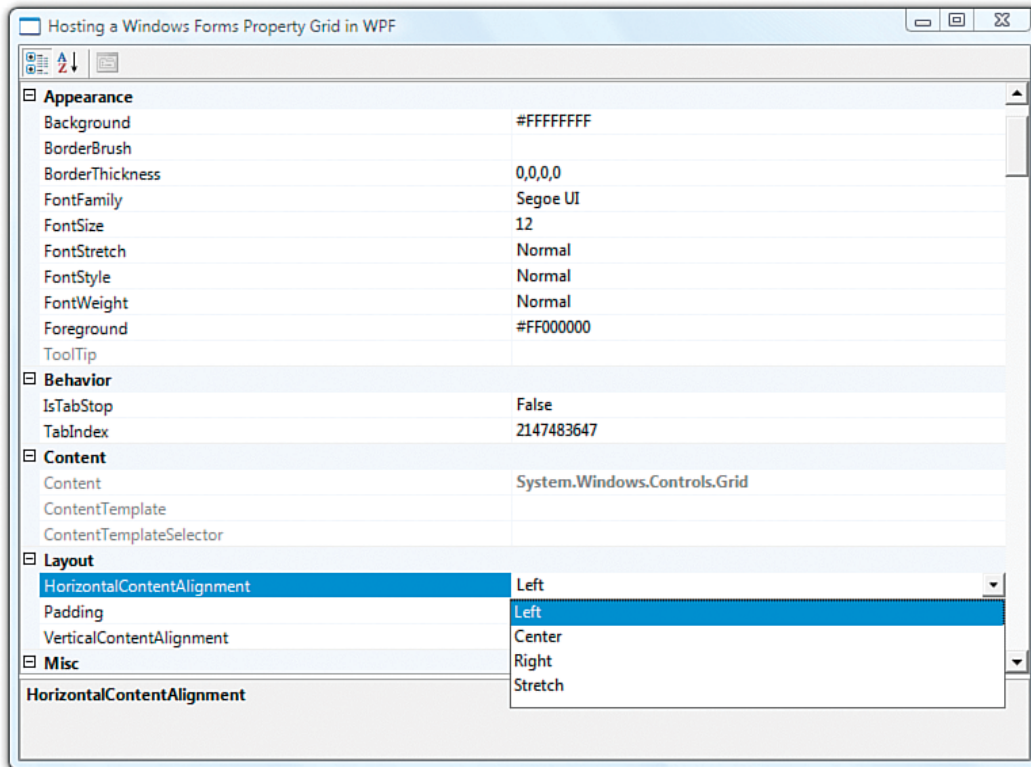 Hosting a Windows Forms Property Grid in WPF
A
Z
Appearance
Background #FFFFFFFF
BorderBrush
BorderThickness 0,0,0,0
FontFamily Segoe UI
FontSize 12
FontStretch Normal
FontStyle Normal
FontWeight Normal
Foreground #FF000000
ToolTip
Behavior
IsTabStop False
TabIndex 2147483647
Content
Content System.Windows.Controls.Grid
ContentTemplate
ContentTemplateSelector
Layout
HorizontalContentAlignment Left
Padding Left
VerticalContentAlignment Center
Misc Right
Stretch
HorizontalContentAlignment